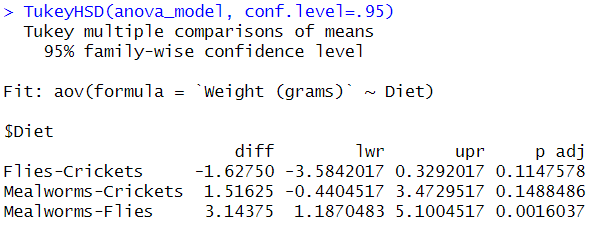 > TukeyHSD(anova_model, conf.level=.95)
  Tukey multiple comparisons of means
    95% family-wise confidence level

Fit: aov(formula = `Weight (grams)` ~ Diet)

$Diet
                        diff        lwr       upr     p adj
Flies-Crickets      -1.62750 -3.5842017 0.3292017 0.1147578
Mealworms-Crickets   1.51625 -0.4404517 3.4729517 0.1488486
Mealworms-Flies      3.14375  1.1870483 5.1004517 0.0016037